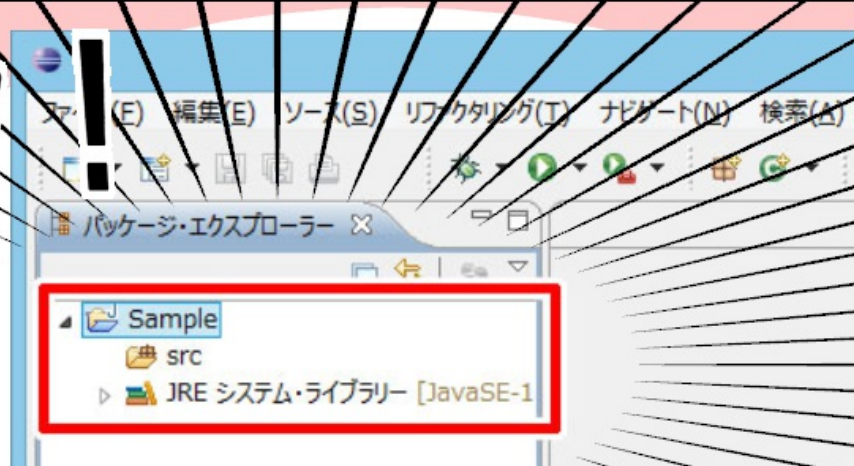 !
ファイル(F) 編集(E) ソース(S) リファクタリング(T) ナビゲート(N) 検索(A)
パッケージ・エクスプローラー
Sample
src
JRE システム・ライブラリー [JavaSE-1